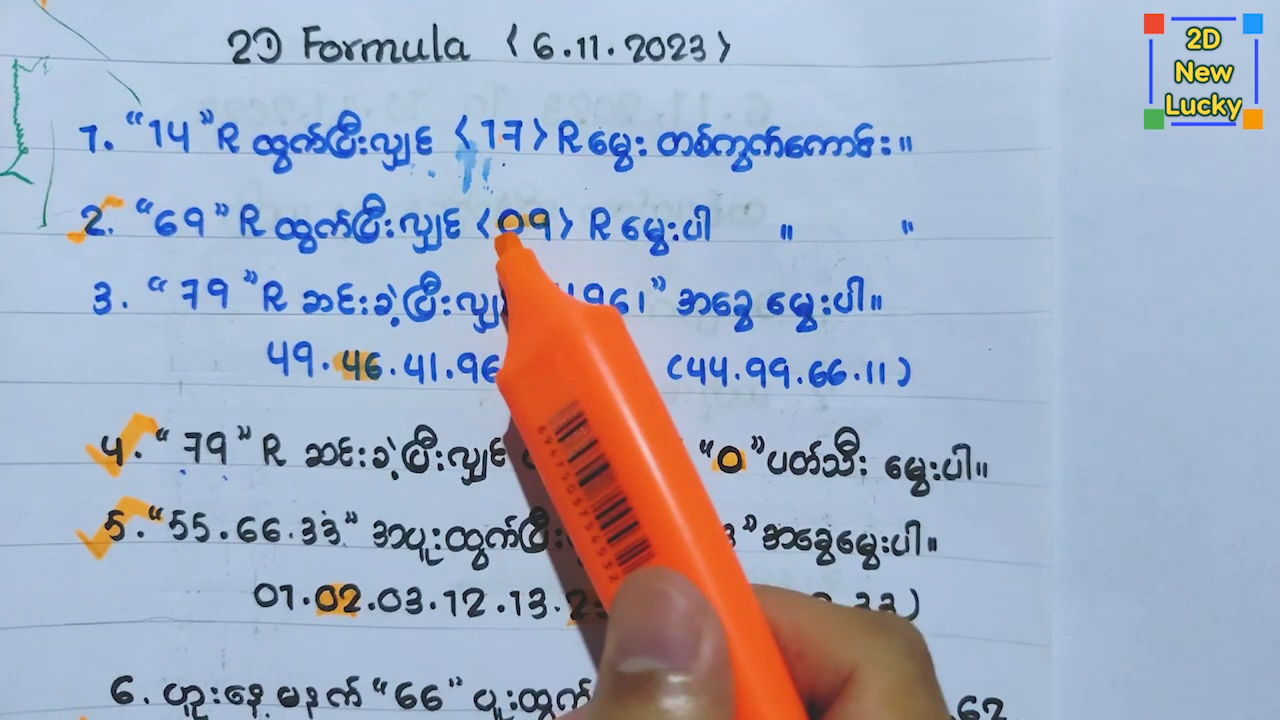 2D Formula < 6.11.2023 >
2D
New
Lucky
1. "14" R ထွက်ပြီးလျှင် <17> R မွေး တစ်ကွက်ကောင်း။
2. "69" R ထွက်ပြီးလျှင် <09> R မွေးပါ " "
3. "79" R ဆင်းခဲ့ပြီးလျှ 1961" အခွေ မွေးပါ။
49.46.41.96 (44.99.66.11)
4. "79" R ဆင်းခဲ့ပြီးလျှင် "0" ပတ်သီး မွေးပါ။
5. "55.66.33" အပူးထွက်ပြီး " အခွေမွေးပါ။
01.02.03.12.13.2 33)
6. ဟူးနေ့ မနက် "66" ပူးထွက် .62.